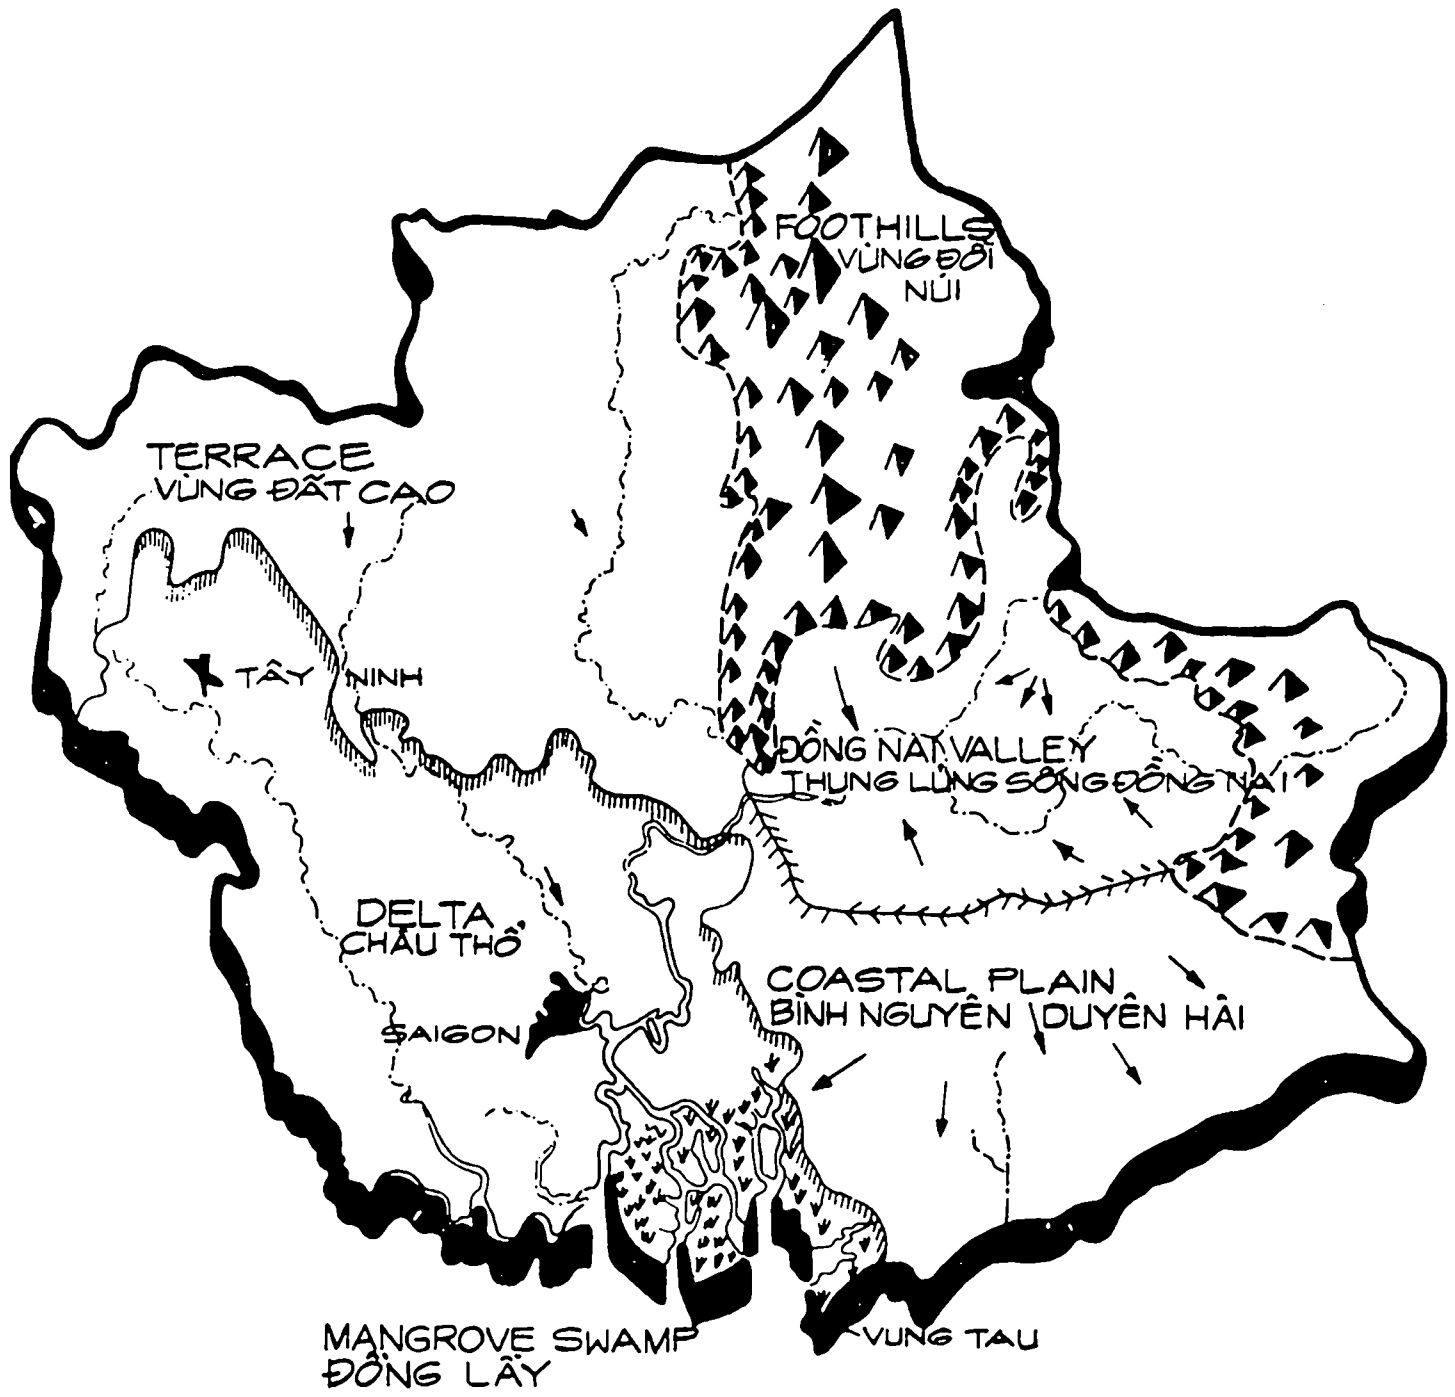 FOOTHILLS
VÙNG ĐỒI
NÚI
TERRACE
VÙNG ĐẤT CAO
TÂY NINH
ĐỒNG NAI VALLEY
THUNG LŨNG SÔNG ĐỒNG NAI
DELTA
CHÂU THỔ
COASTAL PLAIN
BÌNH NGUYÊN DUYÊN HẢI
SAIGON
MANGROVE SWAMP
ĐỒNG LẦY
VUNG TAU